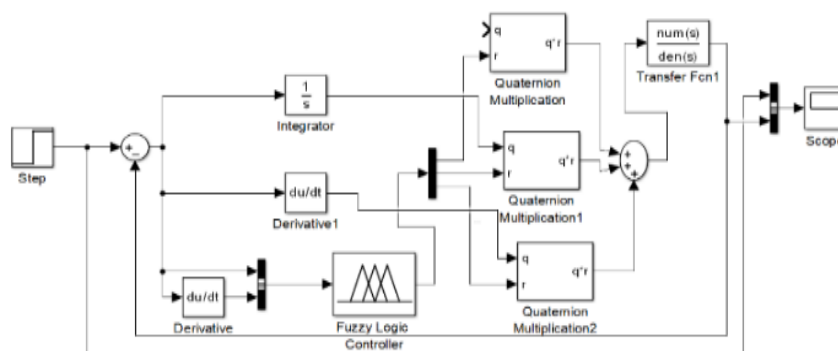 q
r
q*r
Quaternion
Multiplication
num(s)
den(s)
Transfer Fcn1
1
s
Integrator
Step
+
−
q
r
q*r
Quaternion
Multiplication1
+
+
+
Scope
du/dt
Derivative1
q
r
q*r
Quaternion
Multiplication2
du/dt
Derivative
Fuzzy Logic
Controller